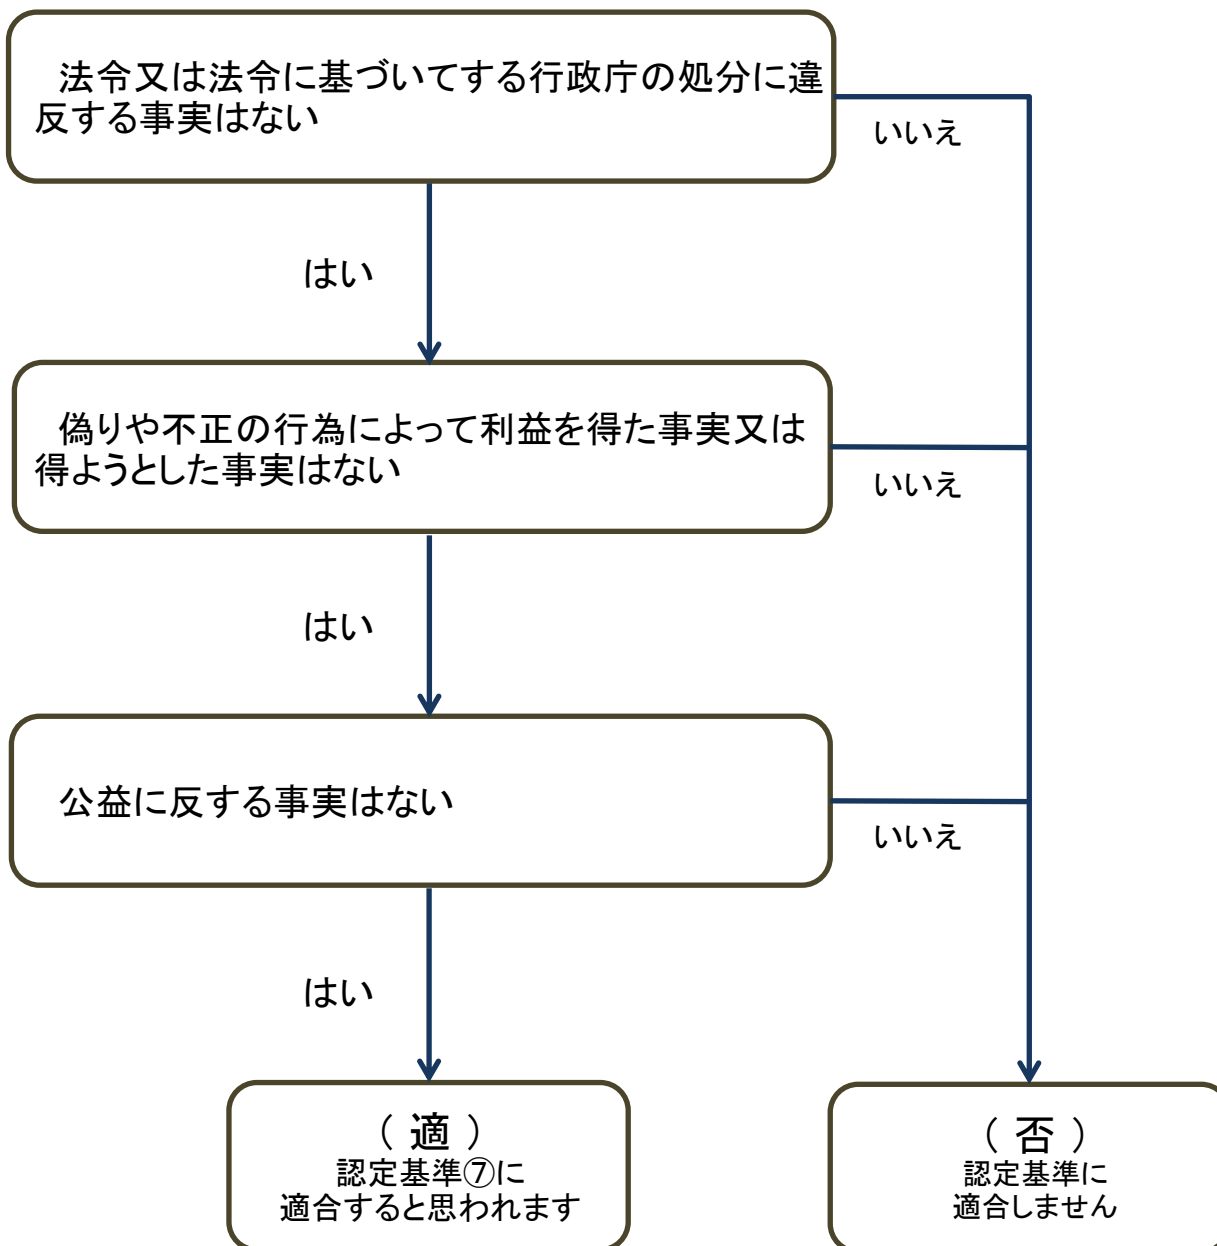 法令又は法令に基づいてする行政庁の処分に違
反する事実はない
いいえ
はい
偽りや不正の行為によって利益を得た事実又は
得ようとした事実はない
いいえ
はい
公益に反する事実はない
いいえ
はい
（ 適 ）
認定基準⑦に
適合すると思われます
（ 否 ）
認定基準に
適合しません